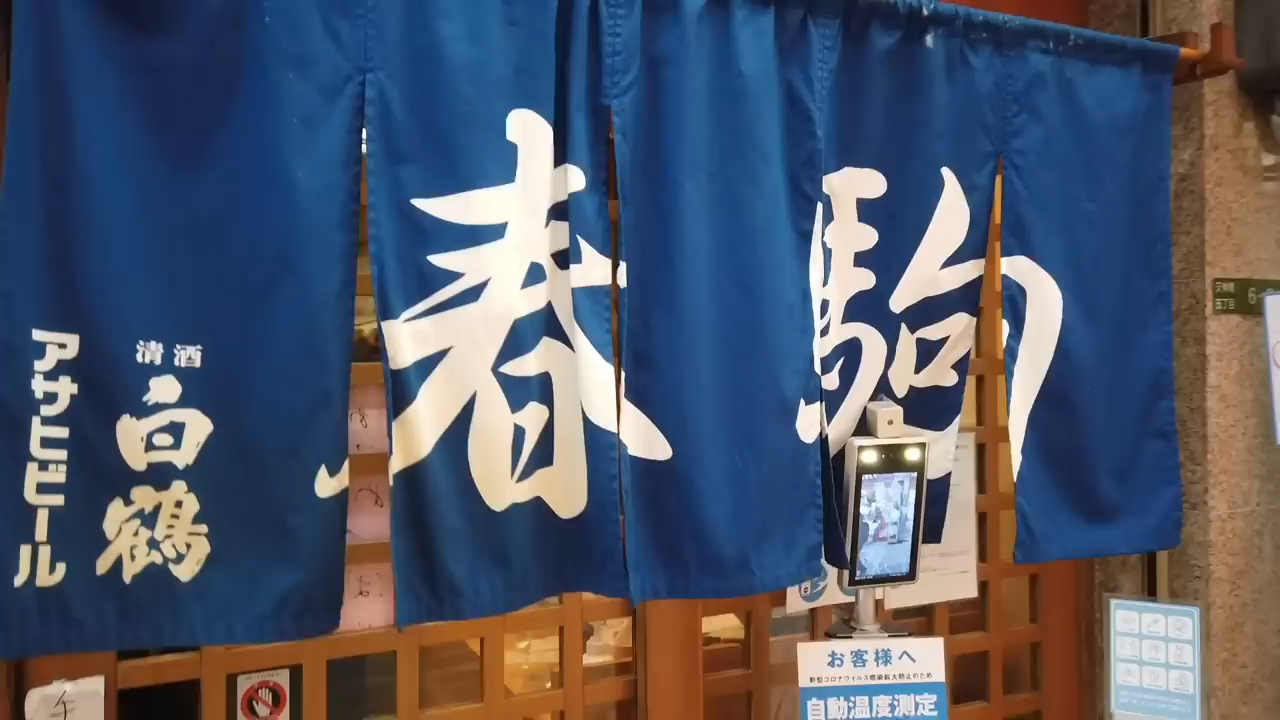 春駒
アサヒビール
清酒
白鶴
お客様へ
新型コロナウイルス感染拡大防止のため
自動温度測定